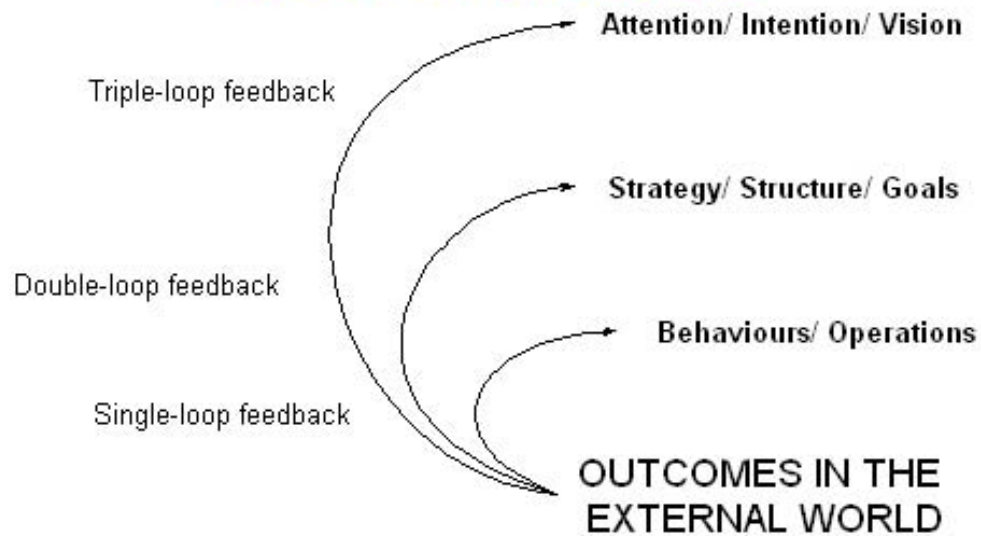 Attention/ Intention/ Vision
Triple-loop feedback
Strategy/ Structure/ Goals
Double-loop feedback
Behaviours/ Operations
Single-loop feedback
OUTCOMES IN THE
EXTERNAL WORLD